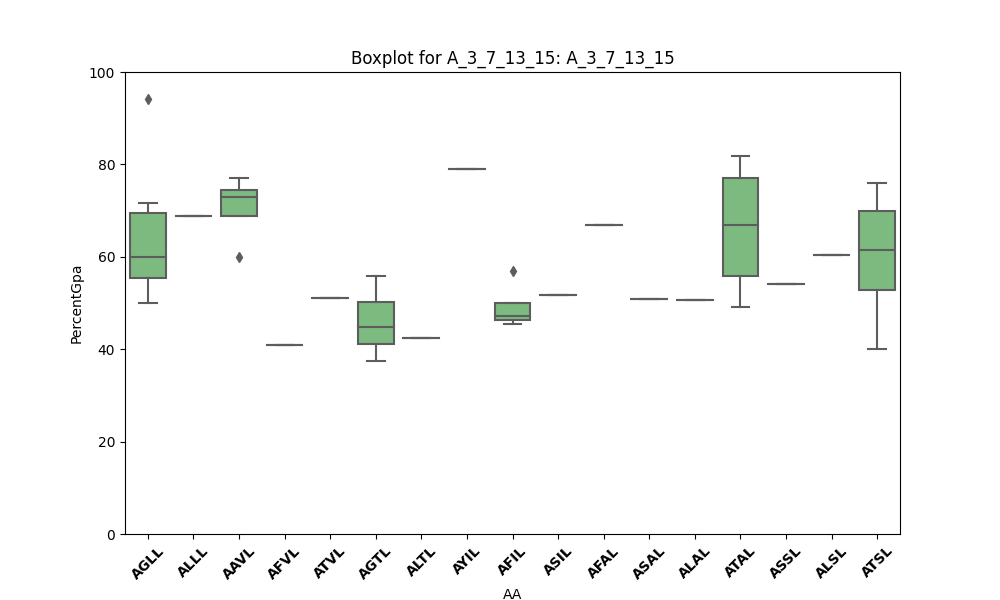 Boxplot for A_3_7_13_15: A_3_7_13_15
100
80
60
40
20
0
PercentGpa
AGLL ALLL AAVL AFVL ATVL AGTL ALTL AYIL AFIL ASIL AFAL ASAL ALAL ATAL ASSL ALSL ATSL
AA